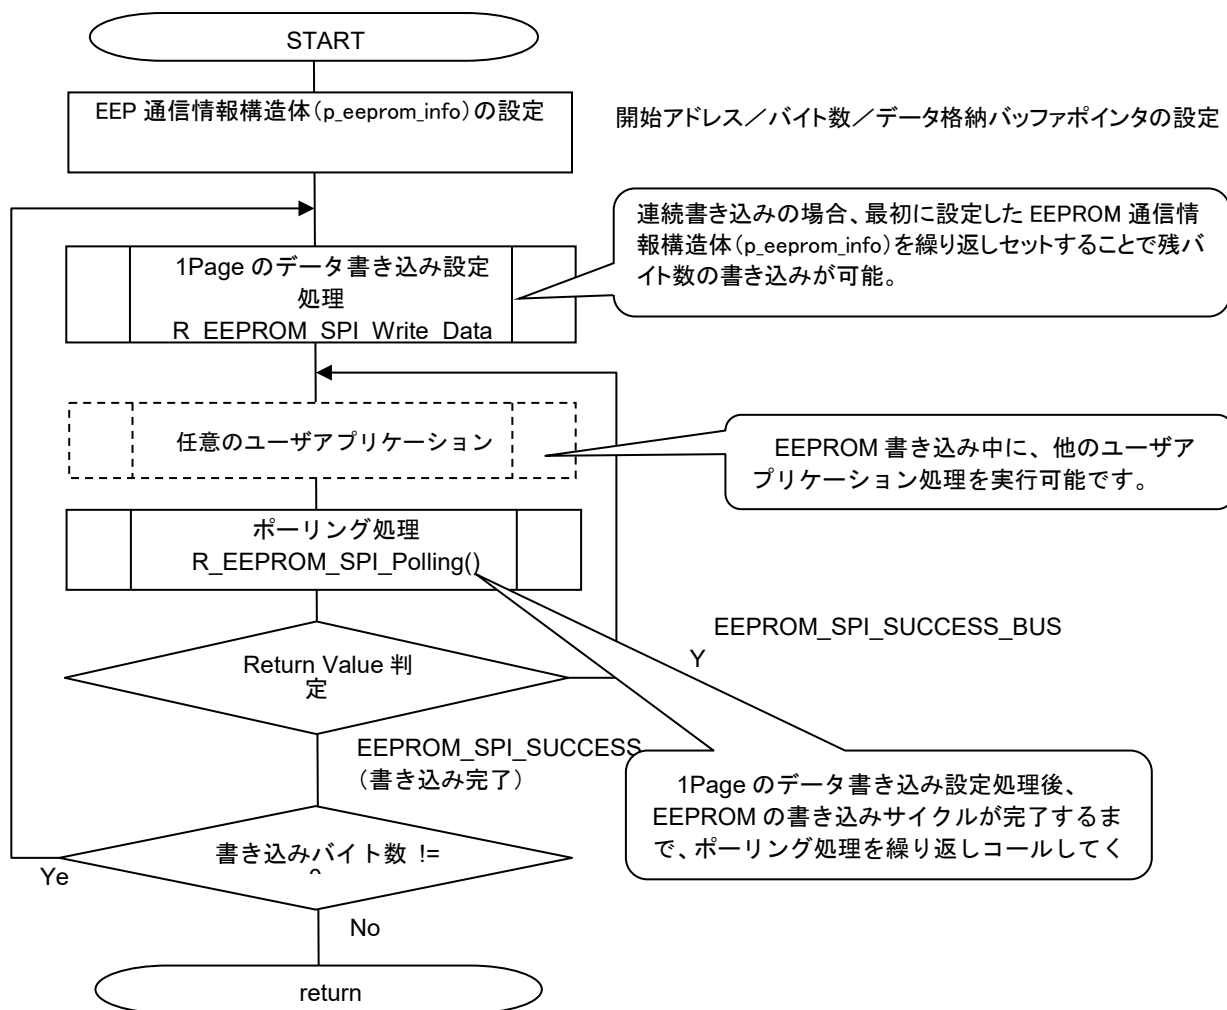 START
EEP 通信情報構造体（p_eeprom_info）の設定
開始アドレス／バイト数／データ格納バッファポインタの設定
連続書き込みの場合、最初に設定した EEPROM 通信情
報構造体（p_eeprom_info）を繰り返しセットすることで残バ
イト数の書き込みが可能。
1Page のデータ書き込み設定
処理
R_EEPROM_SPI_Write_Data
任意のユーザアプリケーション
EEPROM 書き込み中に、他のユーザア
プリケーション処理を実行可能です。
ポーリング処理
R_EEPROM_SPI_Polling()
EEPROM_SPI_SUCCESS_BUS
Y
Return Value 判
定
EEPROM_SPI_SUCCESS
（書き込み完了）
1Page のデータ書き込み設定処理後、
EEPROM の書き込みサイクルが完了するま
で、ポーリング処理を繰り返しコールしてく
書き込みバイト数 !=
Ye
No
return